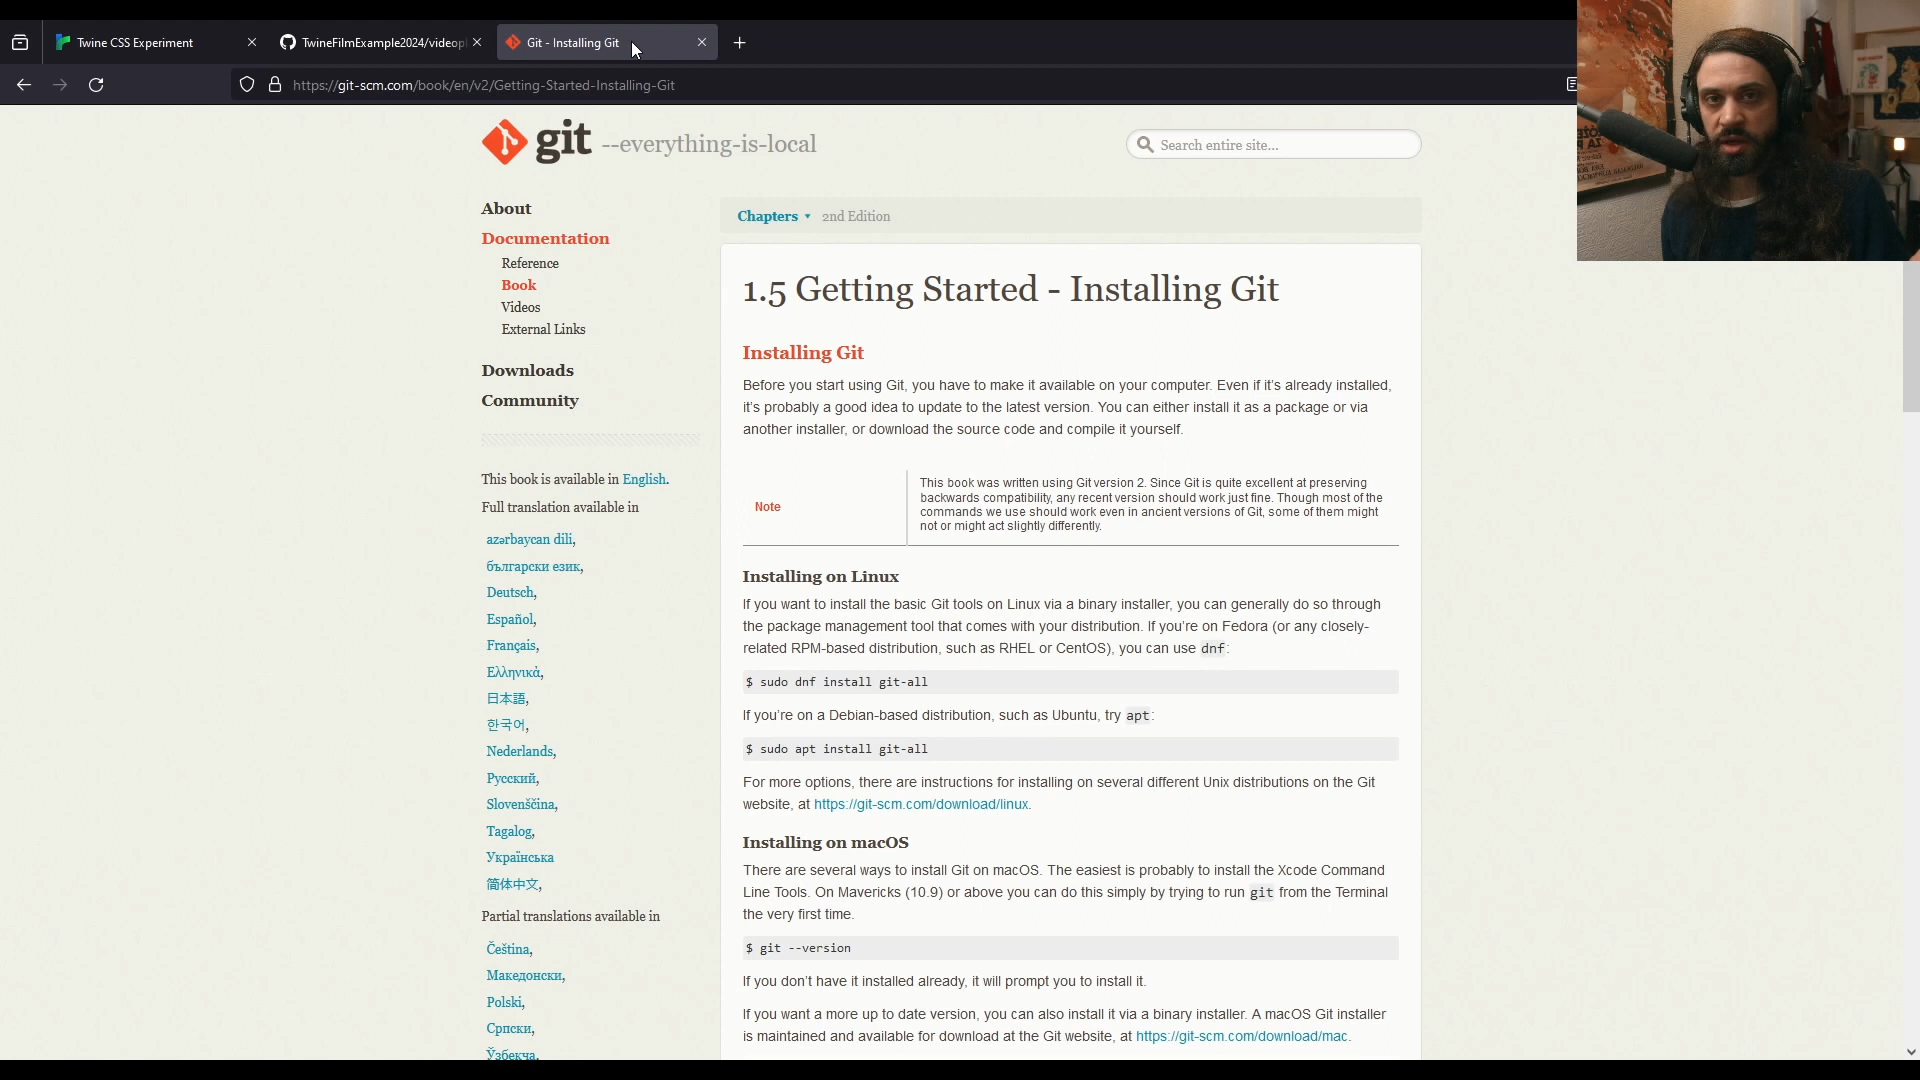 Twine CSS Experiment
TwineFilmExample2024/videopl
Git - Installing Git
https://git-scm.com/book/en/v2/Getting-Started-Installing-Git
git --everything-is-local
Search entire site...
About
Documentation
Reference
Book
Videos
External Links
Downloads
Community
This book is available in English.
Full translation available in
azərbaycan dili,
български език,
Deutsch,
Español,
Français,
Ελληνικά,
日本語,
한국어,
Nederlands,
Русский,
Slovenščina,
Tagalog,
Українська
简体中文,
Partial translations available in
Čeština,
Македонски,
Polski,
Српски,
Ўзбекча,
Chapters ▾ 2nd Edition
1.5 Getting Started - Installing Git
Installing Git
Before you start using Git, you have to make it available on your computer. Even if it's already installed,
it's probably a good idea to update to the latest version. You can either install it as a package or via
another installer, or download the source code and compile it yourself.
Note
This book was written using Git version 2. Since Git is quite excellent at preserving
backwards compatibility, any recent version should work just fine. Though most of the
commands we use should work even in ancient versions of Git, some of them might
not or might act slightly differently.
Installing on Linux
If you want to install the basic Git tools on Linux via a binary installer, you can generally do so through
the package management tool that comes with your distribution. If you're on Fedora (or any closely-
related RPM-based distribution, such as RHEL or CentOS), you can use dnf:
$ sudo dnf install git-all
If you're on a Debian-based distribution, such as Ubuntu, try apt:
$ sudo apt install git-all
For more options, there are instructions for installing on several different Unix distributions on the Git
website, at https://git-scm.com/download/linux.
Installing on macOS
There are several ways to install Git on macOS. The easiest is probably to install the Xcode Command
Line Tools. On Mavericks (10.9) or above you can do this simply by trying to run git from the Terminal
the very first time.
$ git --version
If you don't have it installed already, it will prompt you to install it.
If you want a more up to date version, you can also install it via a binary installer. A macOS Git installer
is maintained and available for download at the Git website, at https://git-scm.com/download/mac.